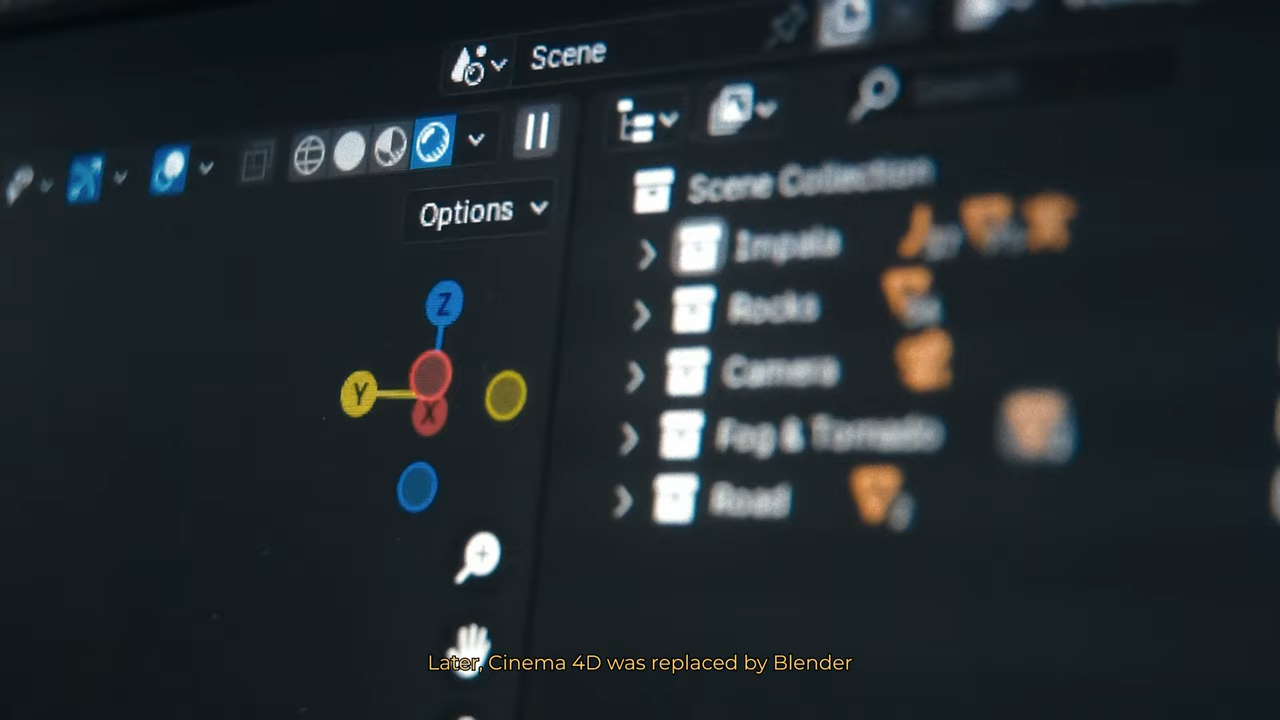 Scene
Options
Scene Collection
Impala
Z
Rocks
Y
X
Camera
Fog & Tornado
Road
Later, Cinema 4D was replaced by Blender